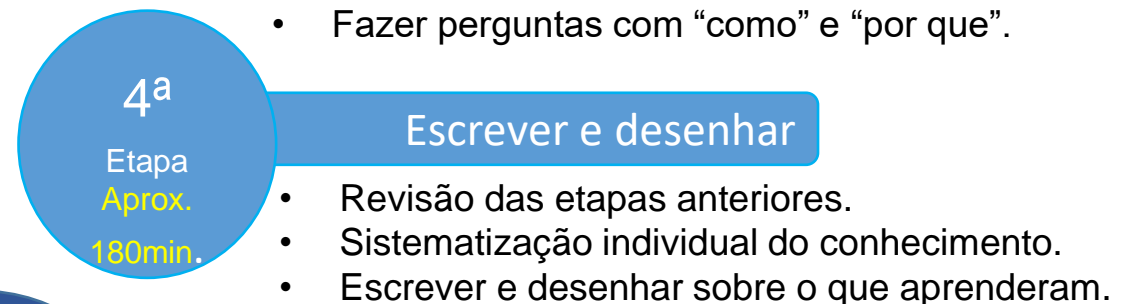 • Fazer perguntas com “como” e “por que”.
4ª
Etapa
Aprox.
180min.
Escrever e desenhar
• Revisão das etapas anteriores.
• Sistematização individual do conhecimento.
• Escrever e desenhar sobre o que aprenderam.